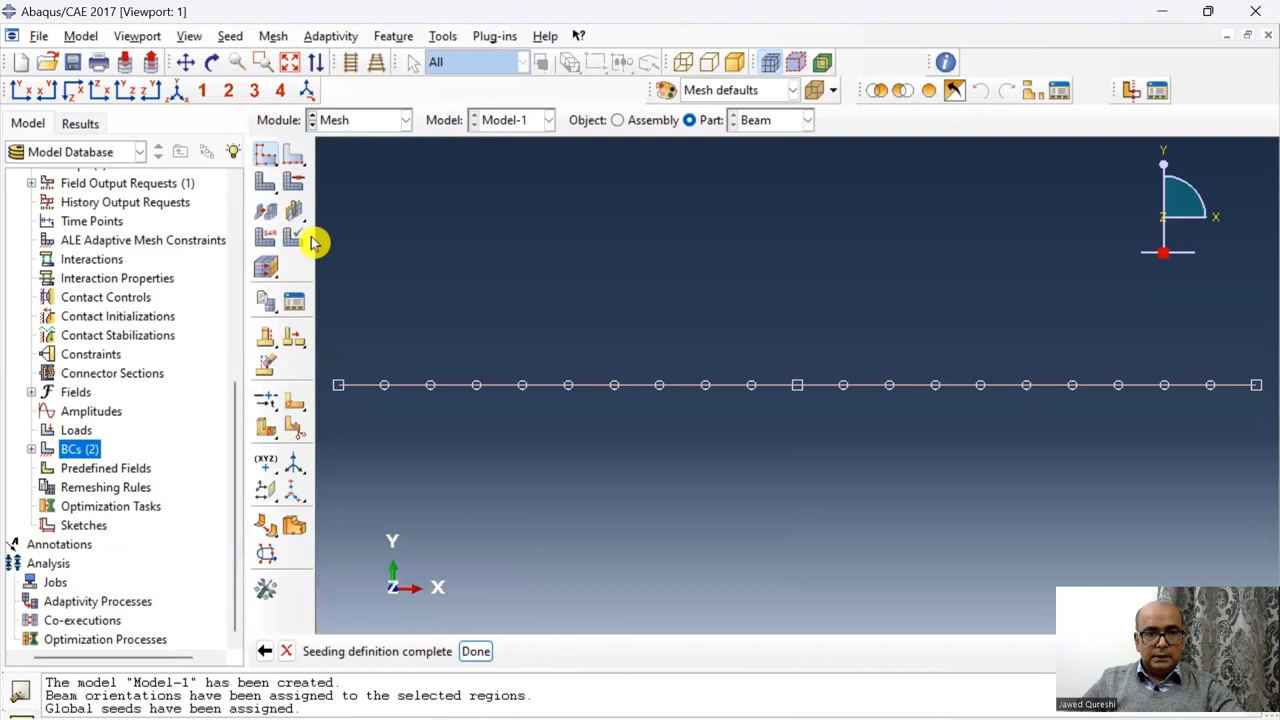 Abaqus/CAE 2017 [Viewport: 1]
File Model Viewport View Seed Mesh Adaptivity Feature Tools Plug-ins Help
All
1 2 3 4 Mesh defaults
Model Results Module: Mesh Model: Model-1 Object: Assembly Part: Beam
Model Database
Field Output Requests (1)
History Output Requests
Time Points
ALE Adaptive Mesh Constraints
Interactions
Interaction Properties
Contact Controls
Contact Initializations
Contact Stabilizations
Constraints
Connector Sections
Fields
Amplitudes
Loads
BCs (2)
Predefined Fields
Remeshing Rules
Optimization Tasks
Sketches
Annotations
Analysis
Jobs
Adaptivity Processes
Co-executions
Optimization Processes
(XYZ)
Y
Z X
Y
Z X
Seeding definition complete Done
The model "Model-1" has been created.
Beam orientations have been assigned to the selected regions.
Global seeds have been assigned.
Jawed Qureshi